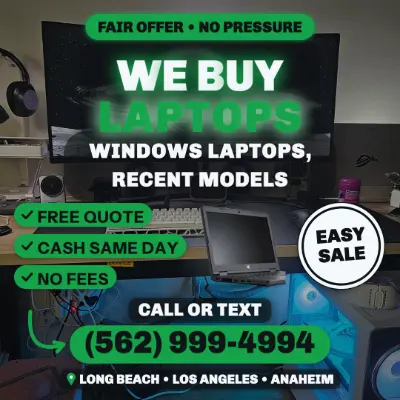 FAIR OFFER • NO PRESSURE
WE BUY
LAPTOPS
WINDOWS LAPTOPS,
RECENT MODELS
FREE QUOTE
CASH SAME DAY
NO FEES
EASY
SALE
CALL OR TEXT
(562) 999-4994
LONG BEACH • LOS ANGELES • ANAHEIM